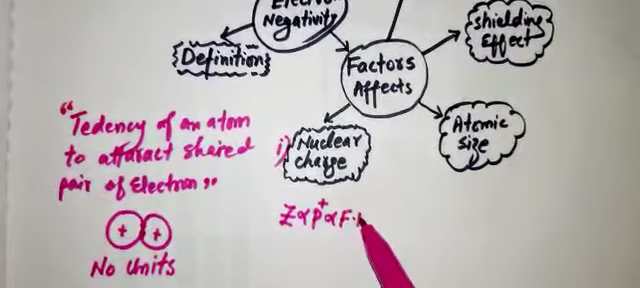 Negativity
Definition
Factors
Affects
Shielding
Effect
Atomic
Size
i) Nuclear
charge
"Tedency of an atom
to attaract shared
pair of Electron"
+ +
No Units
Z∝p⁺∝F.